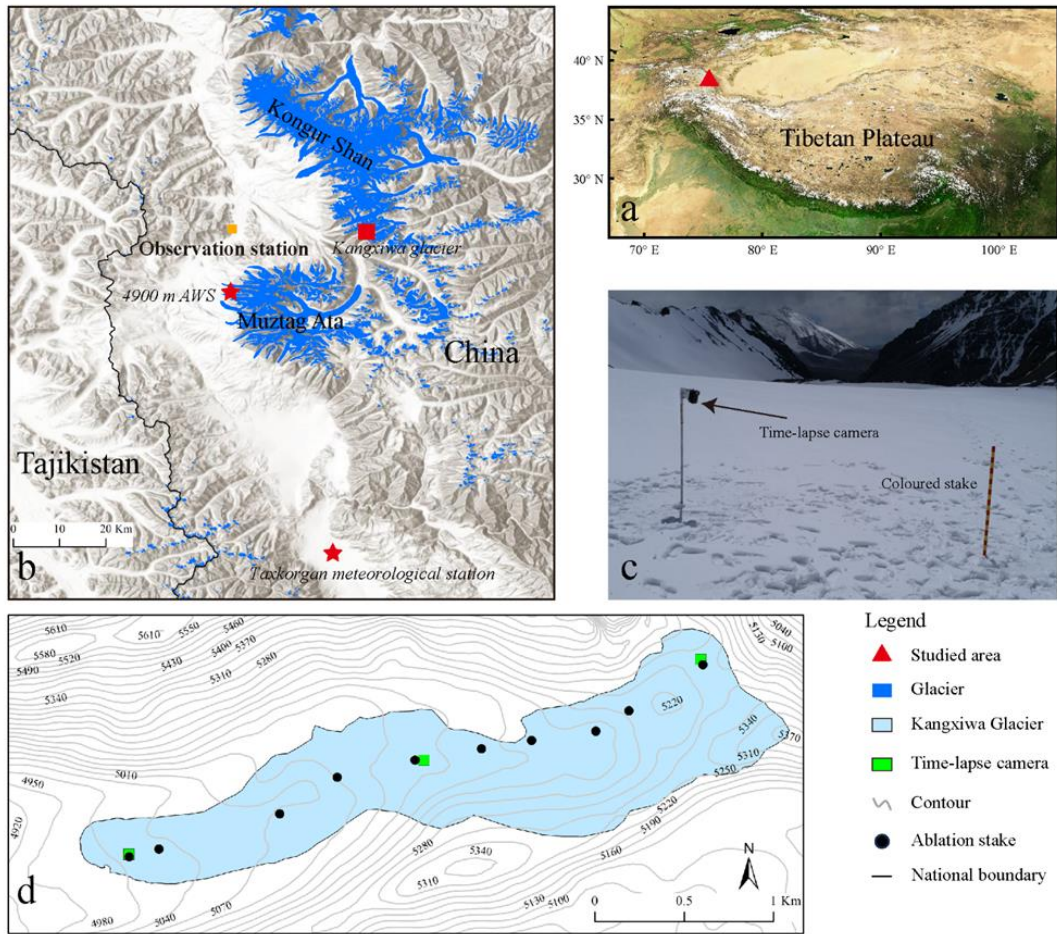 Kongur Shan
Observation station
Kangxiwa glacier
4900 m AWS
Muztag Ata
China
Tajikistan
0 10 20 Km
b
Taxkorgan meteorological station
40° N
35° N
30° N
Tibetan Plateau
a
70° E
80° E
90° E
100° E
Time-lapse camera
Coloured stake
c
5610
5580
5520
5490
5610
5550
5460
5400
5370
5430
5310
5280
5340
5040
5130
5100
5220
5340
5370
5310
5250
5220
5190
5160
5130
5100
4950
5010
4920
5280
5340
5310
4980
5040
5070
N
0 0.5 1 Km
d
Legend
Studied area
Glacier
Kangxiwa Glacier
Time-lapse camera
Contour
Ablation stake
National boundary